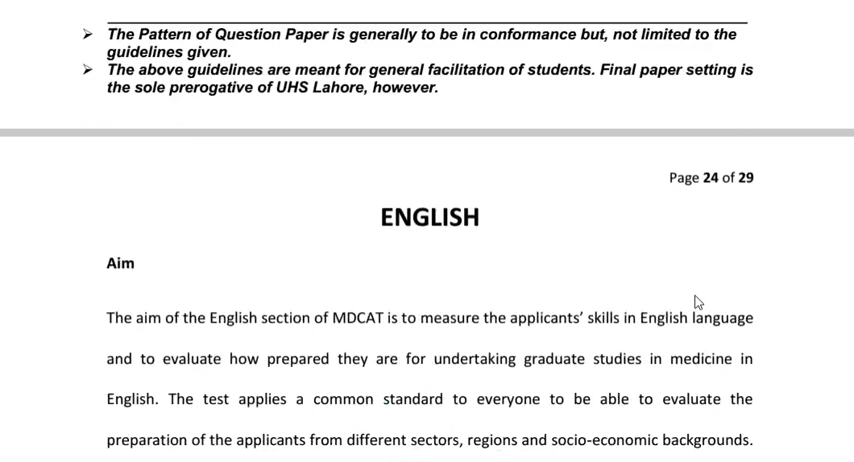 ➢ The Pattern of Question Paper is generally to be in conformance but, not limited to the
guidelines given.
➢ The above guidelines are meant for general facilitation of students. Final paper setting is
the sole prerogative of UHS Lahore, however.
Page 24 of 29
ENGLISH
Aim
The aim of the English section of MDCAT is to measure the applicants’ skills in English language
and to evaluate how prepared they are for undertaking graduate studies in medicine in
English. The test applies a common standard to everyone to be able to evaluate the
preparation of the applicants from different sectors, regions and socio-economic backgrounds.